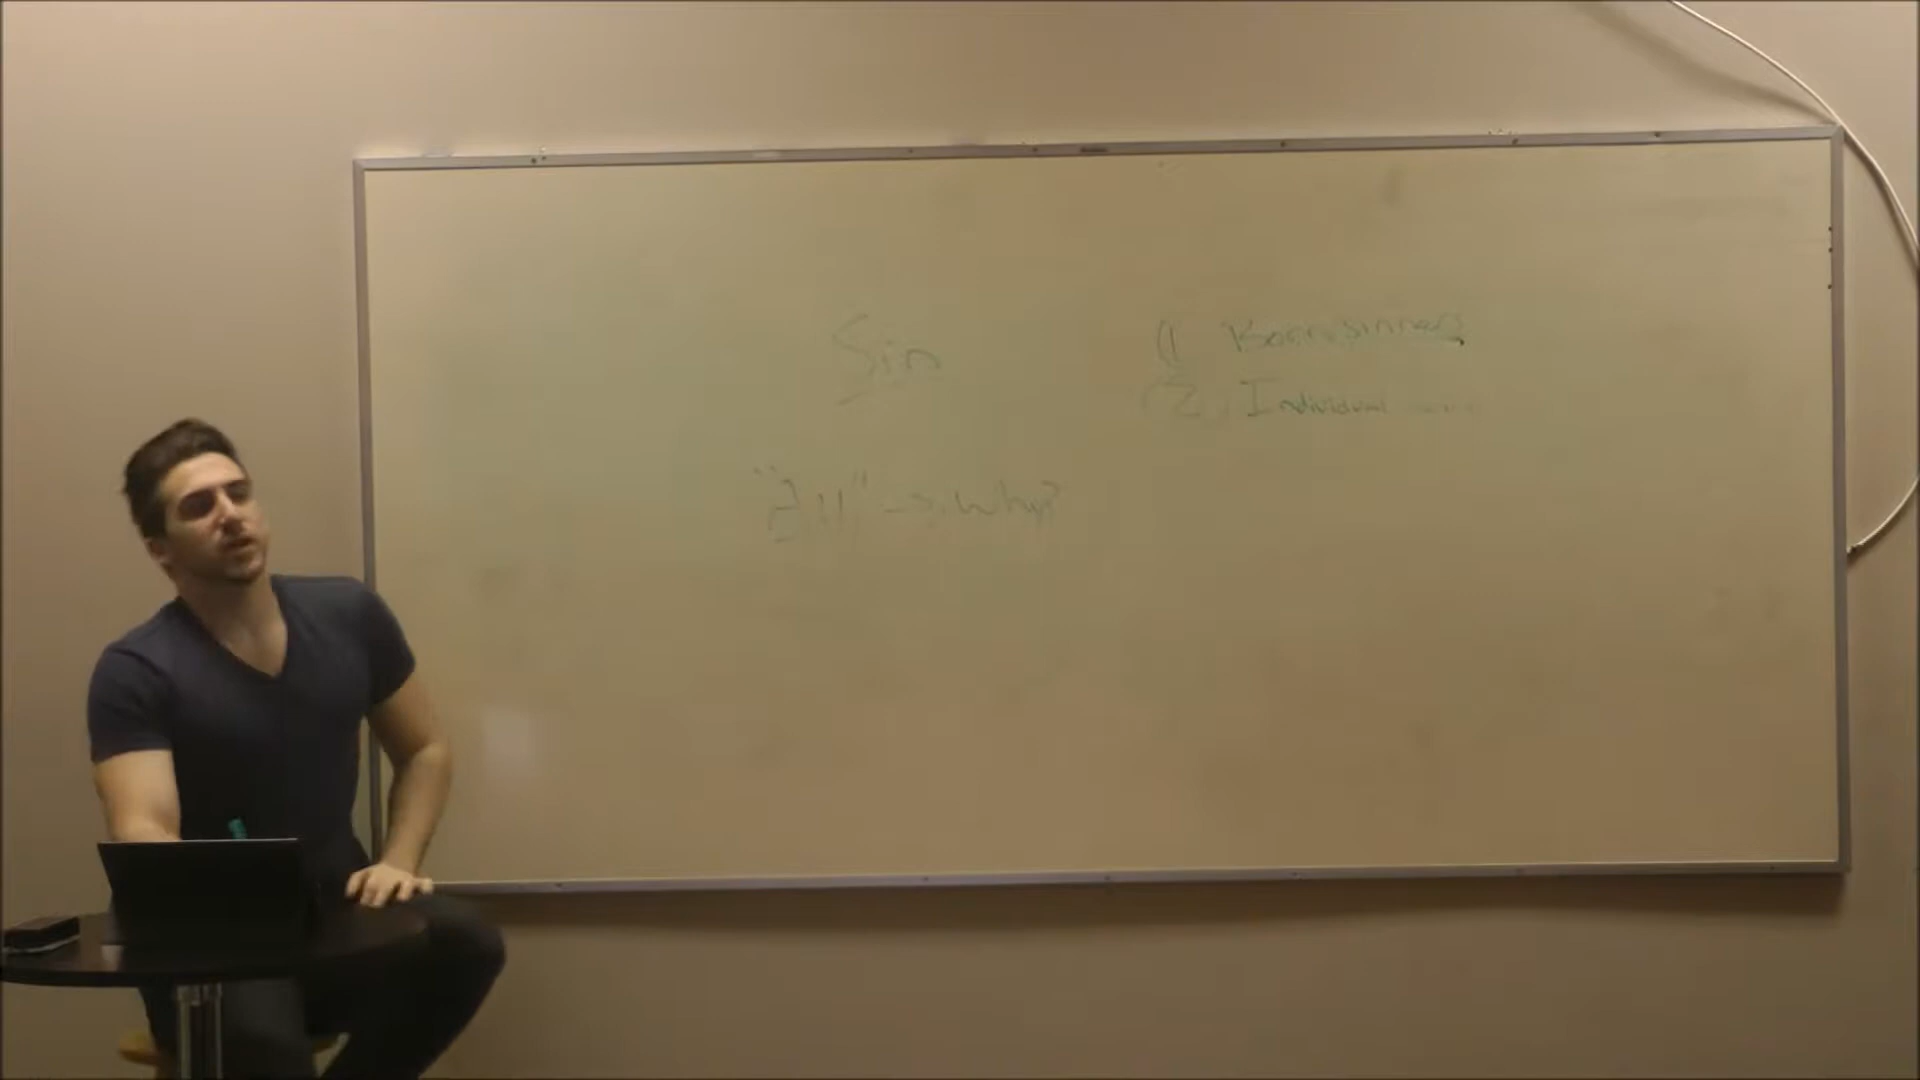 Sin
1 Born sinners
2 Individual
"all" -> why?